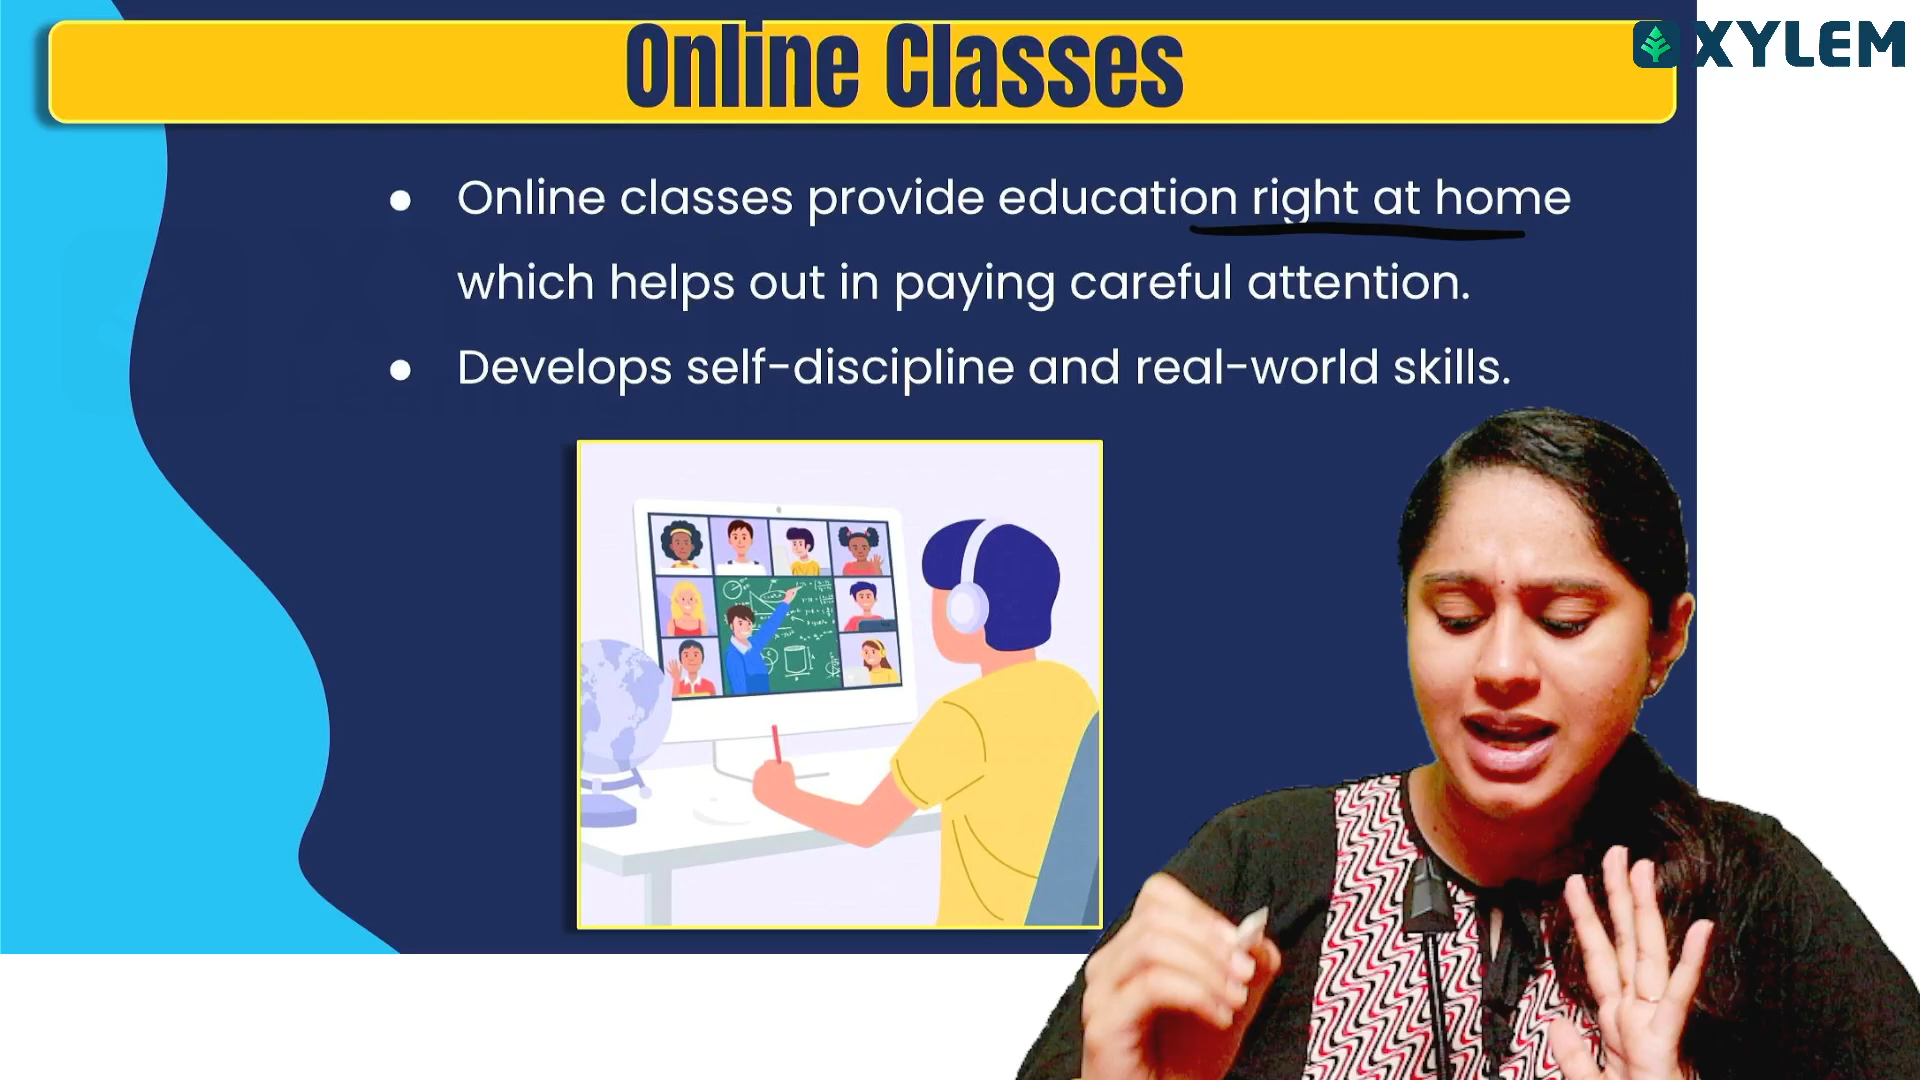 Online Classes
XYLEM
● Online classes provide education right at home
which helps out in paying careful attention.
● Develops self-discipline and real-world skills.